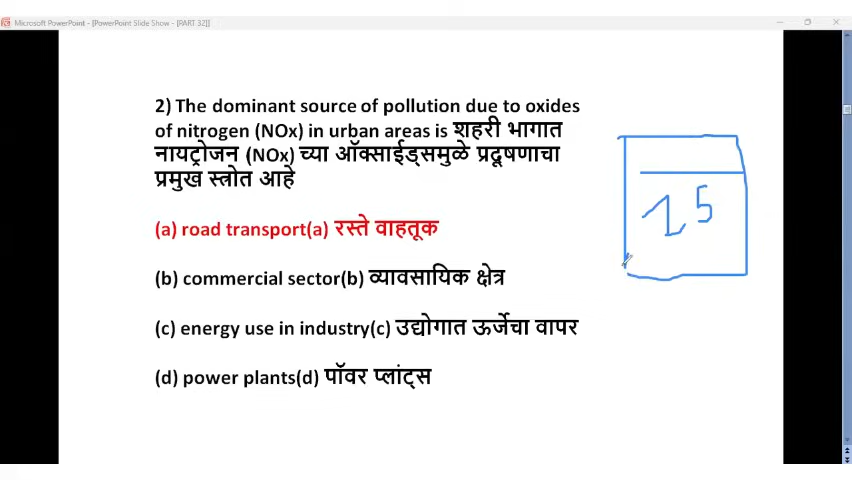 Microsoft PowerPoint - [PowerPoint Slide Show - [PART 32]]
2) The dominant source of pollution due to oxides
of nitrogen (NOx) in urban areas is शहरी भागात
नायट्रोजन (NOx) च्या ऑक्साईड्समुळे प्रदूषणाचा
प्रमुख स्त्रोत आहे
(a) road transport(a) रस्ते वाहतूक
(b) commercial sector(b) व्यावसायिक क्षेत्र
(c) energy use in industry(c) उद्योगात ऊर्जेचा वापर
(d) power plants(d) पॉवर प्लांट्स